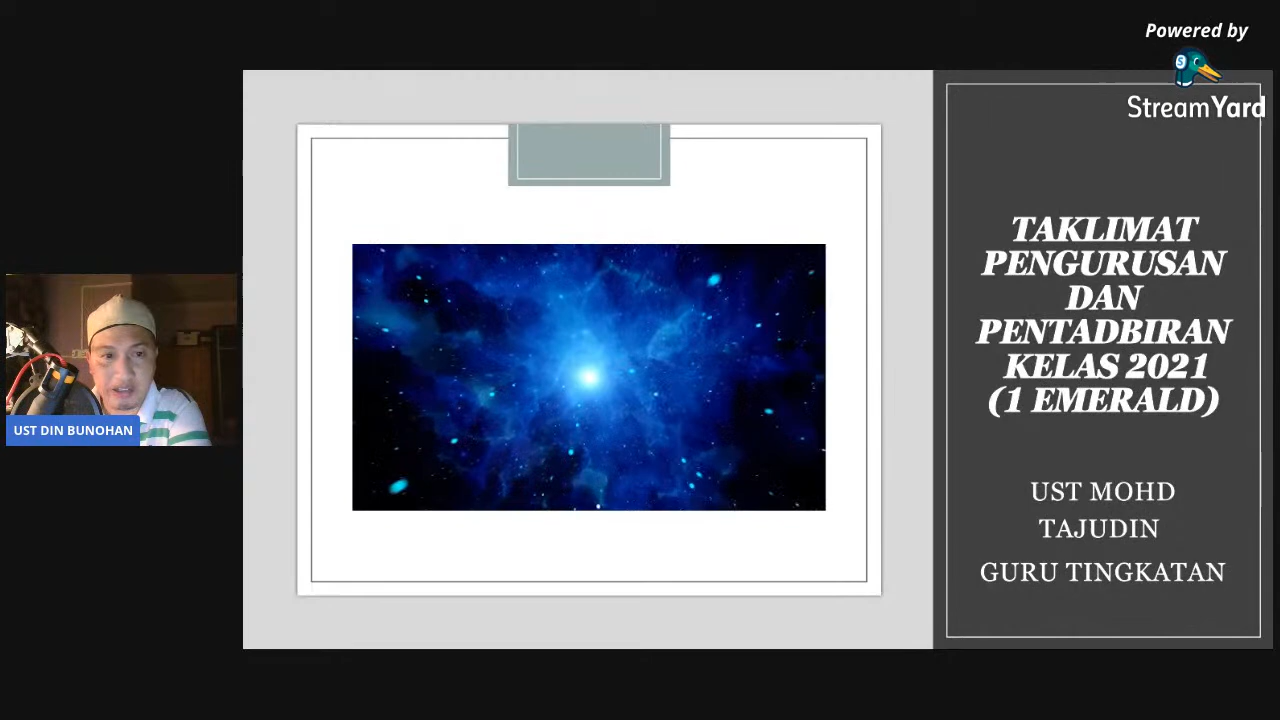 Powered by
StreamYard
TAKLIMAT
PENGURUSAN
DAN
PENTADBIRAN
KELAS 2021
(1 EMERALD)
UST MOHD
TAJUDIN
GURU TINGKATAN
UST DIN BUNOHAN